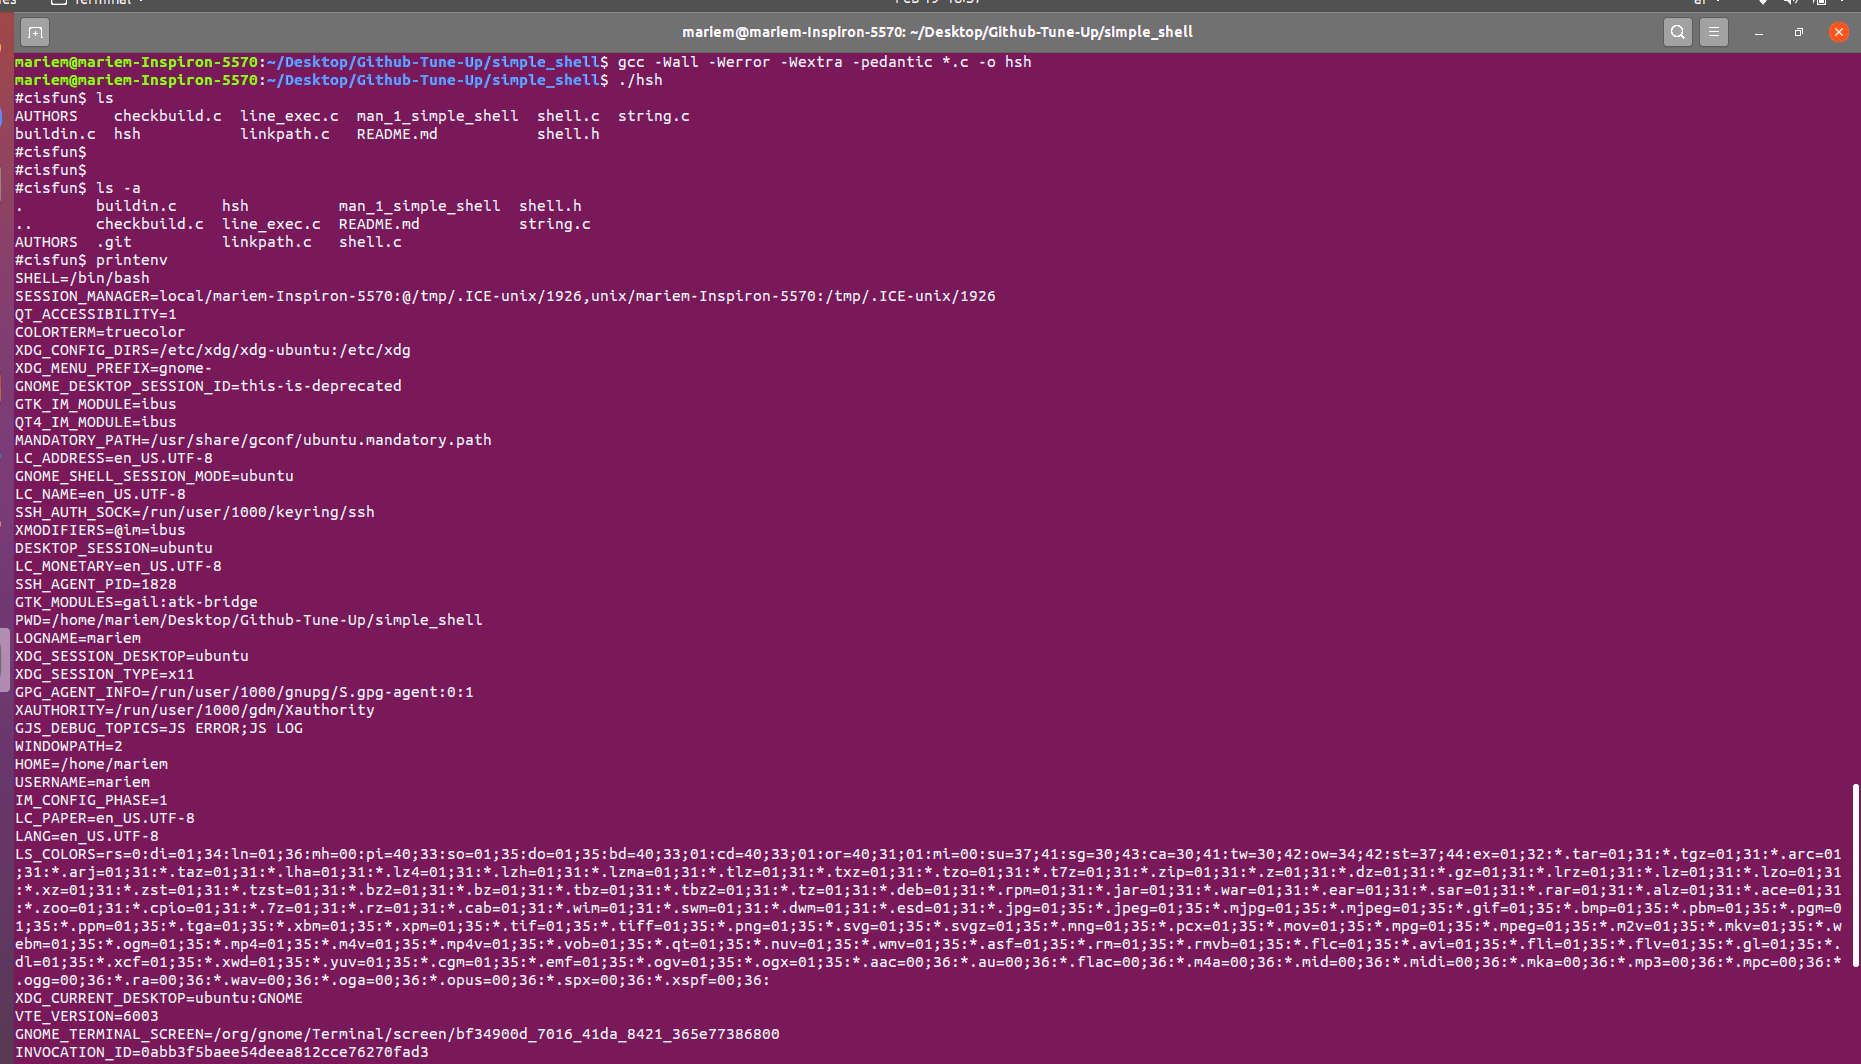 Terminal
mariem@mariem-Inspiron-5570: ~/Desktop/Github-Tune-Up/simple_shell
mariem@mariem-Inspiron-5570:~/Desktop/Github-Tune-Up/simple_shell$ gcc -Wall -Werror -Wextra -pedantic *.c -o hsh
mariem@mariem-Inspiron-5570:~/Desktop/Github-Tune-Up/simple_shell$ ./hsh
#cisfun$ ls
AUTHORS    checkbuild.c  line_exec.c  man_1_simple_shell  shell.c  string.c
buildin.c  hsh           linkpath.c   README.md           shell.h
#cisfun$
#cisfun$
#cisfun$ ls -a
.        buildin.c     hsh          man_1_simple_shell  shell.h
..       checkbuild.c  line_exec.c  README.md           string.c
AUTHORS  .git          linkpath.c   shell.c
#cisfun$ printenv
SHELL=/bin/bash
SESSION_MANAGER=local/mariem-Inspiron-5570:@/tmp/.ICE-unix/1926,unix/mariem-Inspiron-5570:/tmp/.ICE-unix/1926
QT_ACCESSIBILITY=1
COLORTERM=truecolor
XDG_CONFIG_DIRS=/etc/xdg/xdg-ubuntu:/etc/xdg
XDG_MENU_PREFIX=gnome-
GNOME_DESKTOP_SESSION_ID=this-is-deprecated
GTK_IM_MODULE=ibus
QT4_IM_MODULE=ibus
MANDATORY_PATH=/usr/share/gconf/ubuntu.mandatory.path
LC_ADDRESS=en_US.UTF-8
GNOME_SHELL_SESSION_MODE=ubuntu
LC_NAME=en_US.UTF-8
SSH_AUTH_SOCK=/run/user/1000/keyring/ssh
XMODIFIERS=@im=ibus
DESKTOP_SESSION=ubuntu
LC_MONETARY=en_US.UTF-8
SSH_AGENT_PID=1828
GTK_MODULES=gail:atk-bridge
PWD=/home/mariem/Desktop/Github-Tune-Up/simple_shell
LOGNAME=mariem
XDG_SESSION_DESKTOP=ubuntu
XDG_SESSION_TYPE=x11
GPG_AGENT_INFO=/run/user/1000/gnupg/S.gpg-agent:0:1
XAUTHORITY=/run/user/1000/gdm/Xauthority
GJS_DEBUG_TOPICS=JS ERROR;JS LOG
WINDOWPATH=2
HOME=/home/mariem
USERNAME=mariem
IM_CONFIG_PHASE=1
LC_PAPER=en_US.UTF-8
LANG=en_US.UTF-8
LS_COLORS=rs=0:di=01;34:ln=01;36:mh=00:pi=40;33:so=01;35:do=01;35:bd=40;33;01:cd=40;33;01:or=40;31;01:mi=00:su=37;41:sg=30;43:ca=30;41:tw=30;42:ow=34;42:st=37;44:ex=01;32:*.tar=01;31:*.tgz=01;31:*.arc=01
;31:*.arj=01;31:*.taz=01;31:*.lha=01;31:*.lz4=01;31:*.lzh=01;31:*.lzma=01;31:*.tlz=01;31:*.txz=01;31:*.tzo=01;31:*.t7z=01;31:*.zip=01;31:*.z=01;31:*.dz=01;31:*.gz=01;31:*.lrz=01;31:*.lz=01;31:*.lzo=01;31
:*.xz=01;31:*.zst=01;31:*.tzst=01;31:*.bz2=01;31:*.bz=01;31:*.tbz=01;31:*.tbz2=01;31:*.tz=01;31:*.deb=01;31:*.rpm=01;31:*.jar=01;31:*.war=01;31:*.ear=01;31:*.sar=01;31:*.rar=01;31:*.alz=01;31:*.ace=01;31
:*.zoo=01;31:*.cpio=01;31:*.7z=01;31:*.rz=01;31:*.cab=01;31:*.wim=01;31:*.swm=01;31:*.dwm=01;31:*.esd=01;31:*.jpg=01;35:*.jpeg=01;35:*.mjpg=01;35:*.mjpeg=01;35:*.gif=01;35:*.bmp=01;35:*.pbm=01;35:*.pgm=0
1;35:*.ppm=01;35:*.tga=01;35:*.xbm=01;35:*.xpm=01;35:*.tif=01;35:*.tiff=01;35:*.png=01;35:*.svg=01;35:*.svgz=01;35:*.mng=01;35:*.pcx=01;35:*.mov=01;35:*.mpg=01;35:*.mpeg=01;35:*.m2v=01;35:*.mkv=01;35:*.w
ebm=01;35:*.ogm=01;35:*.mp4=01;35:*.m4v=01;35:*.mp4v=01;35:*.vob=01;35:*.qt=01;35:*.nuv=01;35:*.wmv=01;35:*.asf=01;35:*.rm=01;35:*.rmvb=01;35:*.flc=01;35:*.avi=01;35:*.fli=01;35:*.flv=01;35:*.gl=01;35:*.
dl=01;35:*.xcf=01;35:*.xwd=01;35:*.yuv=01;35:*.cgm=01;35:*.emf=01;35:*.ogv=01;35:*.ogx=01;35:*.aac=00;36:*.au=00;36:*.flac=00;36:*.m4a=00;36:*.mid=00;36:*.midi=00;36:*.mka=00;36:*.mp3=00;36:*.mpc=00;36:*
.ogg=00;36:*.ra=00;36:*.wav=00;36:*.oga=00;36:*.opus=00;36:*.spx=00;36:*.xspf=00;36:
XDG_CURRENT_DESKTOP=ubuntu:GNOME
VTE_VERSION=6003
GNOME_TERMINAL_SCREEN=/org/gnome/Terminal/screen/bf34900d_7016_41da_8421_365e77386800
INVOCATION_ID=0abb3f5baee54deea812cce76270fad3